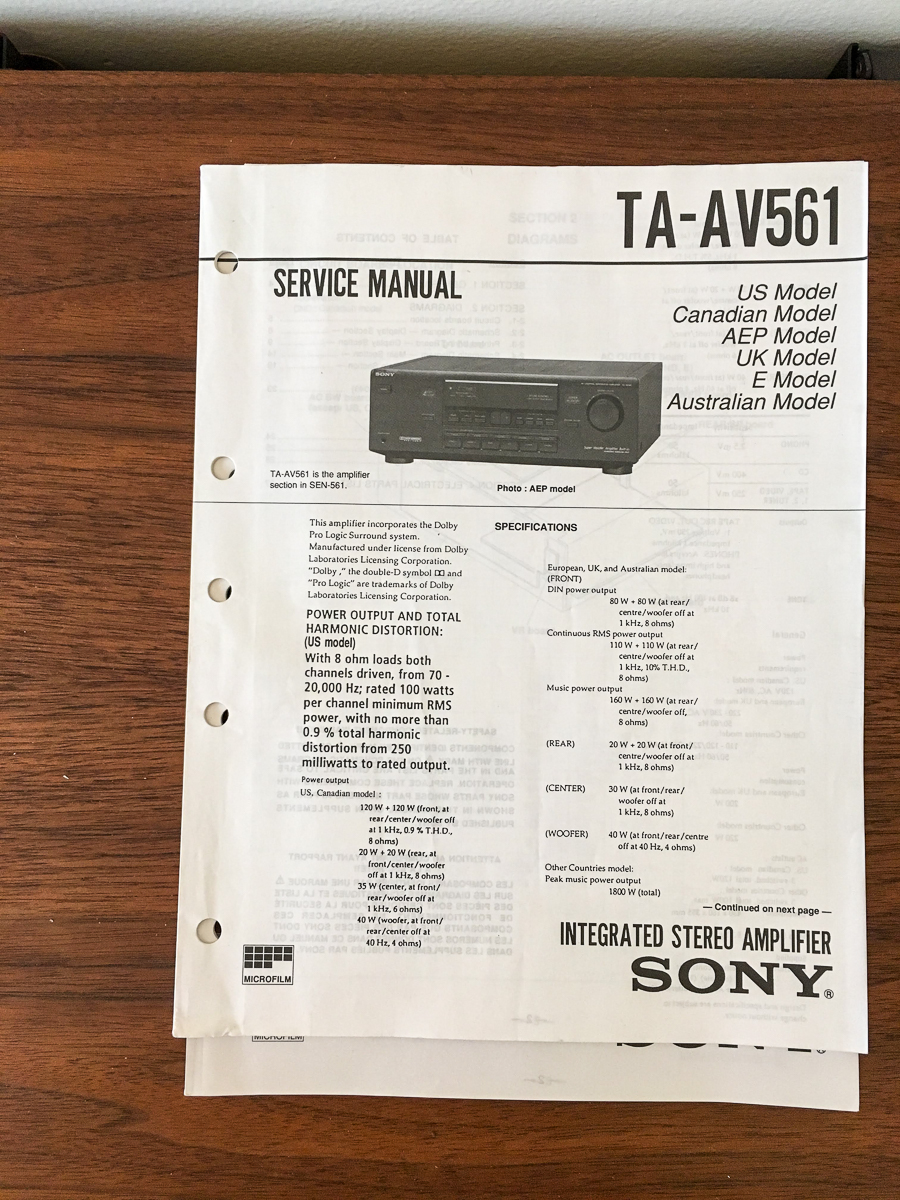 TA-AV561
SERVICE MANUAL
US Model
Canadian Model
AEP Model
UK Model
E Model
Australian Model
SONY
TA-AV561 is the amplifier
section in SEN-561.
Photo : AEP model
This amplifier incorporates the Dolby
Pro Logic Surround system.
Manufactured under license from Dolby
Laboratories Licensing Corporation.
"Dolby ," the double-D symbol and
"Pro Logic" are trademarks of Dolby
Laboratories Licensing Corporation.
POWER OUTPUT AND TOTAL
HARMONIC DISTORTION:
(US model)
With 8 ohm loads both
channels driven, from 70 -
20,000 Hz; rated 100 watts
per channel minimum RMS
power, with no more than
0.9 % total harmonic
distortion from 250
milliwatts to rated output.
Power output
US, Canadian model :
120 W + 120 W (front, at
rear/center/woofer off
at 1 kHz, 0.9 % T.H.D.,
8 ohms)
20 W + 20 W (rear, at
front/center/woofer
off at 1 kHz, 8 ohms)
35 W (center, at front/
rear/woofer off at
1 kHz, 6 ohms)
40 W (woofer, at front/
rear/center off at
40 Hz, 4 ohms)
SPECIFICATIONS
European, UK, and Australian model:
(FRONT)
DIN power output
80 W + 80 W (at rear/
centre/woofer off at
1 kHz, 8 ohms)
Continuous RMS power output
110 W + 110 W (at rear/
centre/woofer off at
1 kHz, 10% T.H.D.,
8 ohms)
Music power output
160 W + 160 W (at rear/
centre/woofer off,
8 ohms)
(REAR) 20 W + 20 W (at front/
centre/woofer off at
1 kHz, 8 ohms)
(CENTER) 30 W (at front/rear/
woofer off at
1 kHz, 8 ohms)
(WOOFER) 40 W (at front/rear/centre
off at 40 Hz, 4 ohms)
Other Countries model:
Peak music power output
1800 W (total)
— Continued on next page —
INTEGRATED STEREO AMPLIFIER
SONY®
MICROFILM
MICROFILM
SONY®